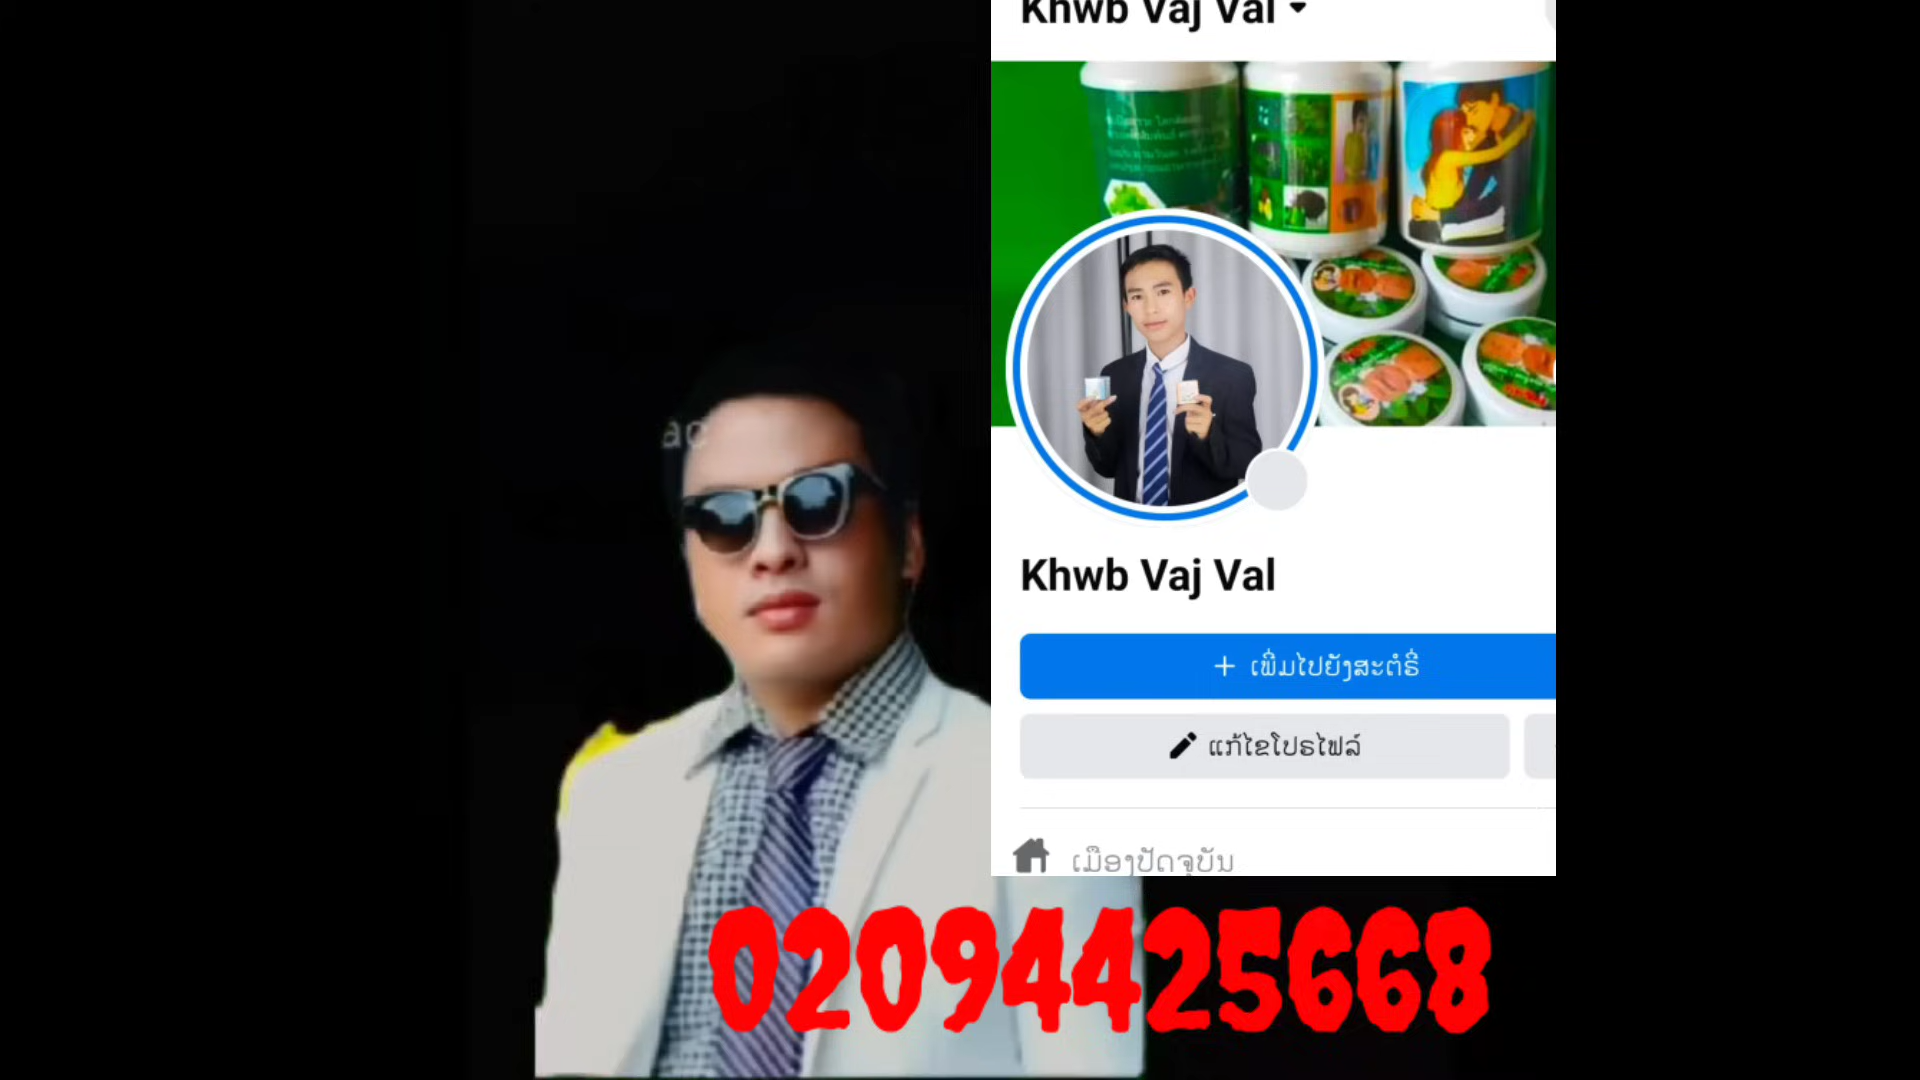 Khwb Vaj Val
ac
Khwb Vaj Val
+ ເພີ່ມໄປຍັງສະຕໍຣີ່
ແກ້ໄຂໂປຣໄຟລ໌
ເມືອງປັດຈຸບັນ
02094425668